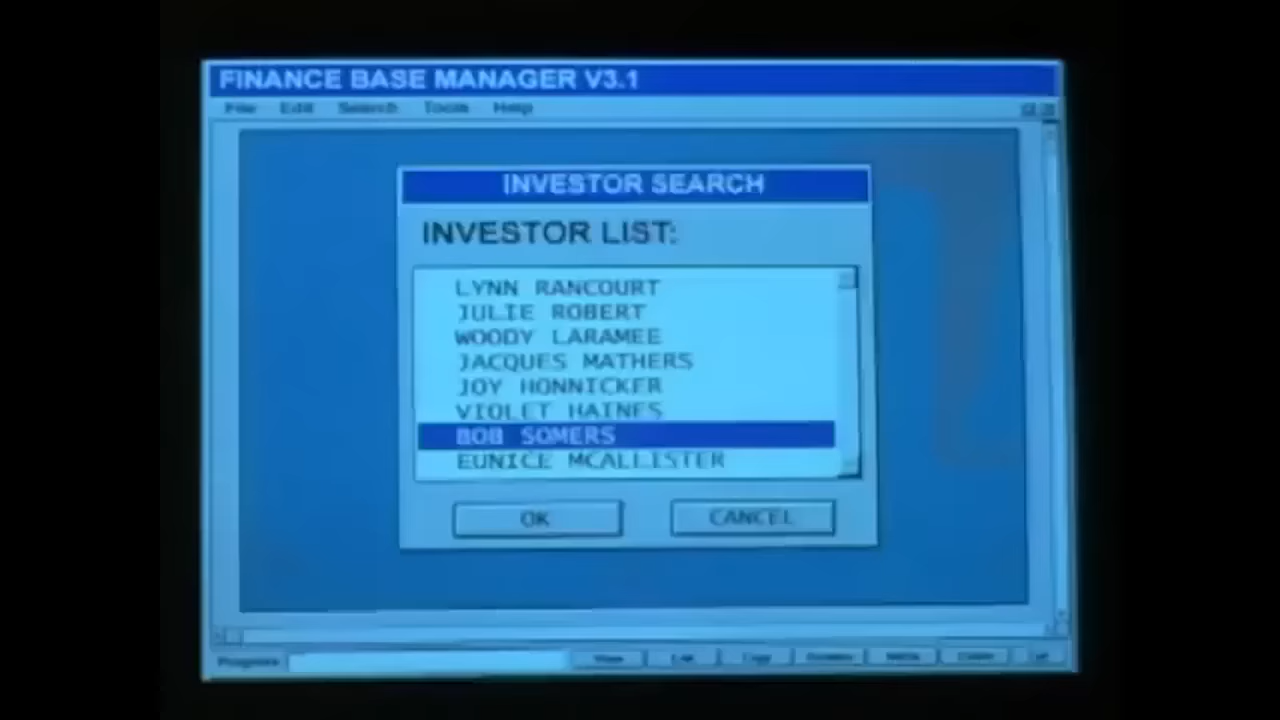 FINANCE BASE MANAGER V3.1
File Edit Search Tools Help
INVESTOR SEARCH
INVESTOR LIST:
LYNN RANCOURT
JULIE ROBERT
WOODY LARAMEE
JACQUES MATHERS
JOY HONNICKER
VIOLET HAINES
BOB SOMERS
EUNICE MCALLISTER
OK CANCEL
Progress